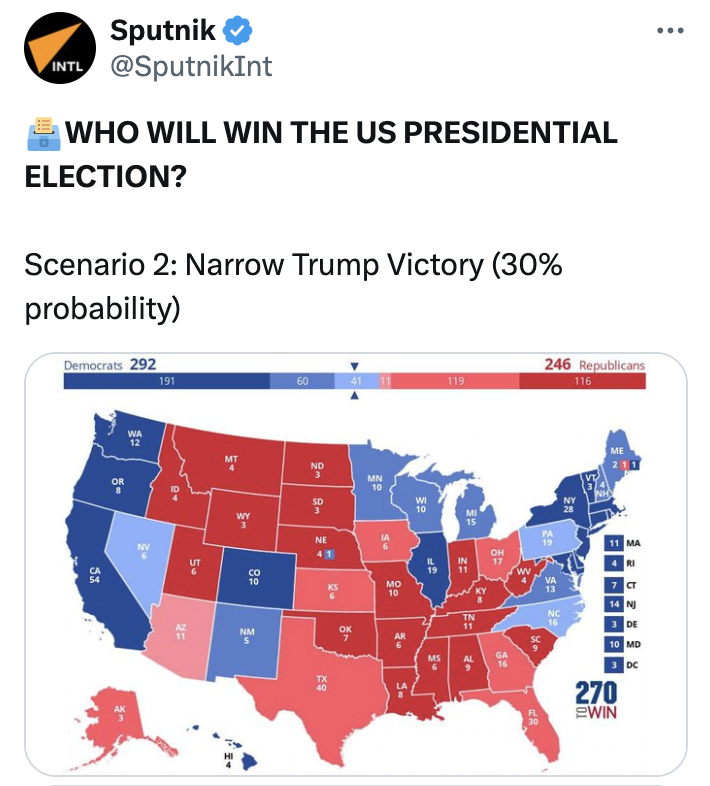 Sputnik
INTL
@SputnikInt
WHO WILL WIN THE US PRESIDENTIAL
ELECTION?
Scenario 2: Narrow Trump Victory (30%
probability)
Democrats 292
246 Republicans
191 60 41 11 119 116
WA
12
OR
8
CA
54
NV
6
ID
4
MT
4
WY
3
UT
6
CO
10
AZ
11
NM
5
ND
3
SD
3
NE
4 1
KS
6
OK
7
TX
40
MN
10
IA
6
MO
10
AR
6
LA
8
WI
10
IL
19
MI
15
IN
11
OH
17
KY
8
TN
11
MS
6
AL
9
GA
16
FL
30
SC
9
NC
16
VA
13
WV
4
PA
19
NY
28
VT
3
4
NH
ME
2 1 1
11 MA
4 RI
7 CT
14 NJ
3 DE
10 MD
3 DC
AK
3
HI
4
270
TO WIN